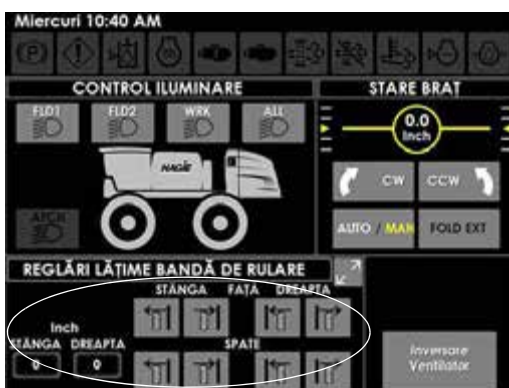 Miercuri 10:40 AM
CONTROL ILUMINARE
STARE BRAT
FLD1 FLD2 WRK ALL
0.0
Inch
HAGIE
CW CCW
AUTO / MAN FOLD EXT
REGLĂRI LĂȚIME BANDĂ DE RULARE
STÂNGA FAȚĂ DREAPTA
Inch
STÂNGA DREAPTA
SPATE
0 0
Inversare
Ventilator